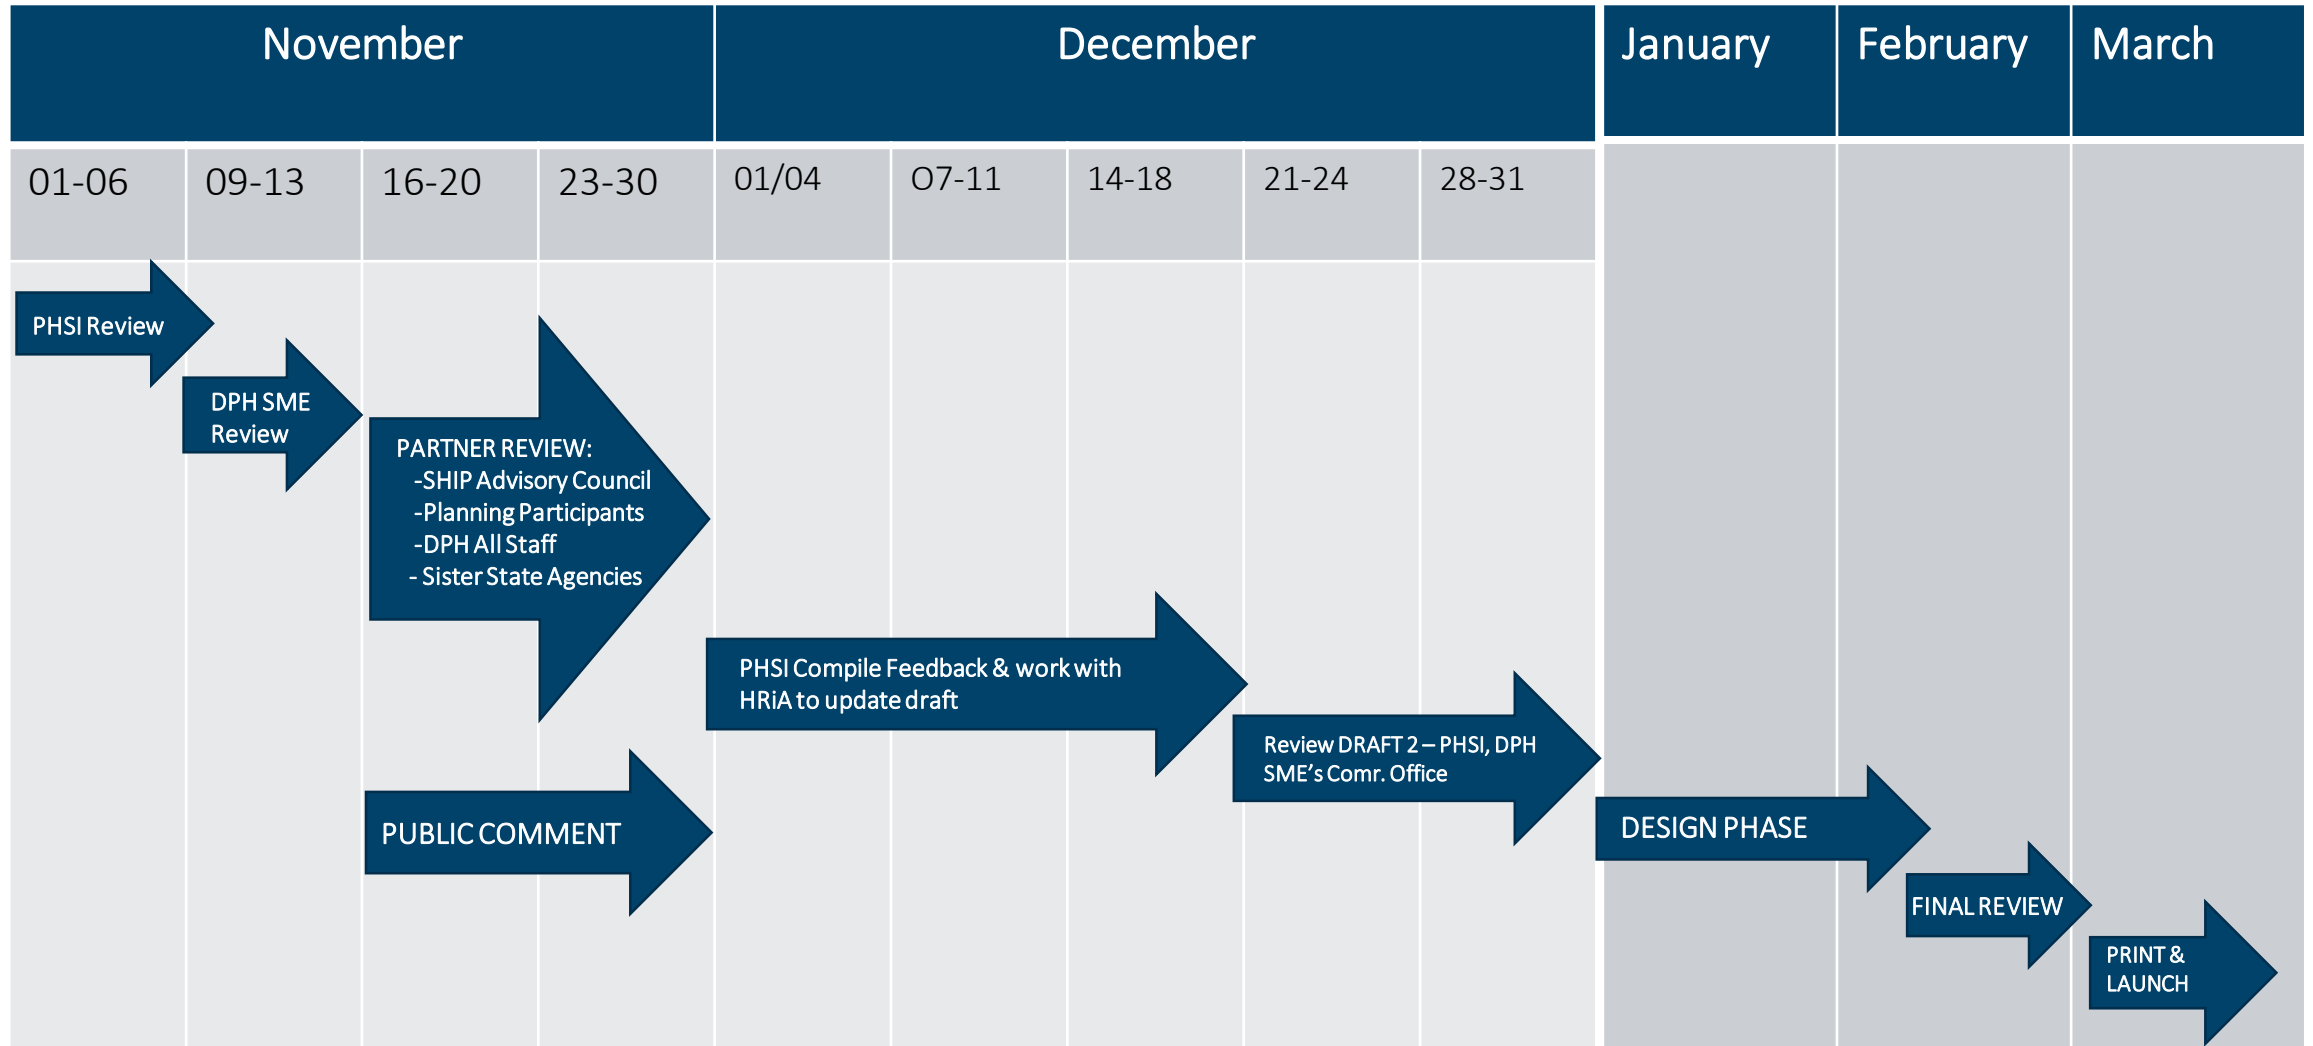 November
December
January
February
March
01-06
09-13
16-20
23-30
01/04
O7-11
14-18
21-24
28-31
PHSI Review
DPH SME
Review
PARTNER REVIEW:
-SHIP Advisory Council
-Planning Participants
-DPH All Staff
- Sister State Agencies
PHSI Compile Feedback & work with
HRiA to update draft
Review DRAFT 2 – PHSI, DPH
SME’s Comr. Office
PUBLIC COMMENT
DESIGN PHASE
FINAL REVIEW
PRINT &
LAUNCH